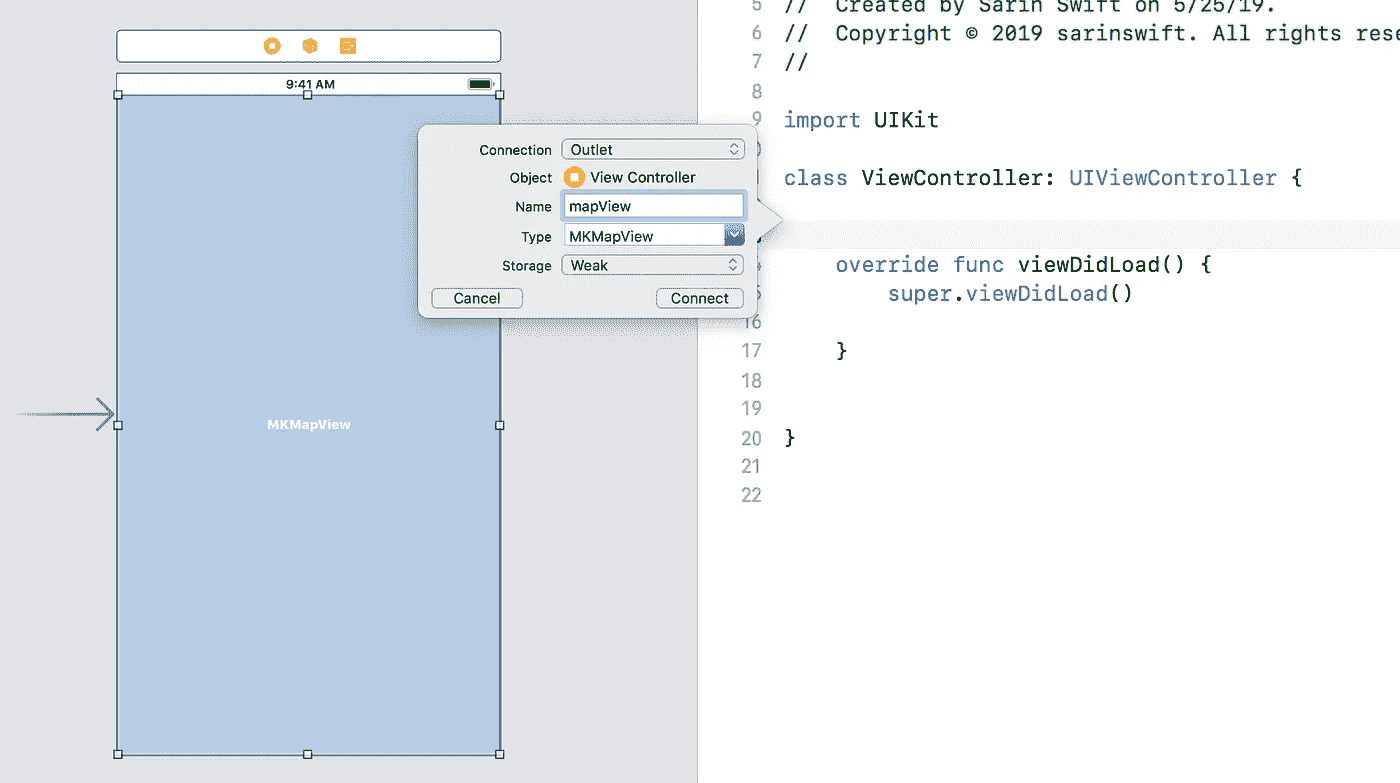 9:41 AM
MKMapView
Connection Outlet
Object View Controller
Name mapView
Type MKMapView
Storage Weak
Cancel Connect
5 // Created by Sarin Swift on 5/25/19.
6 // Copyright © 2019 sarinswift. All rights rese
7 //
8
9 import UIKit
class ViewController: UIViewController {
override func viewDidLoad() {
super.viewDidLoad()
16
17 }
18
19
20 }
21
22